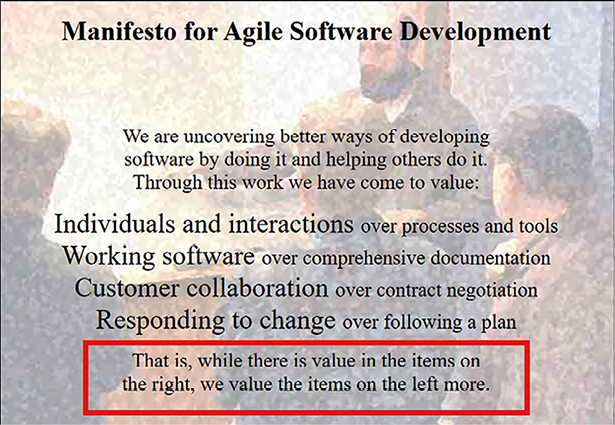 Manifesto for Agile Software Development
We are uncovering better ways of developing
software by doing it and helping others do it.
Through this work we have come to value:
Individuals and interactions over processes and tools
Working software over comprehensive documentation
Customer collaboration over contract negotiation
Responding to change over following a plan
That is, while there is value in the items on
the right, we value the items on the left more.